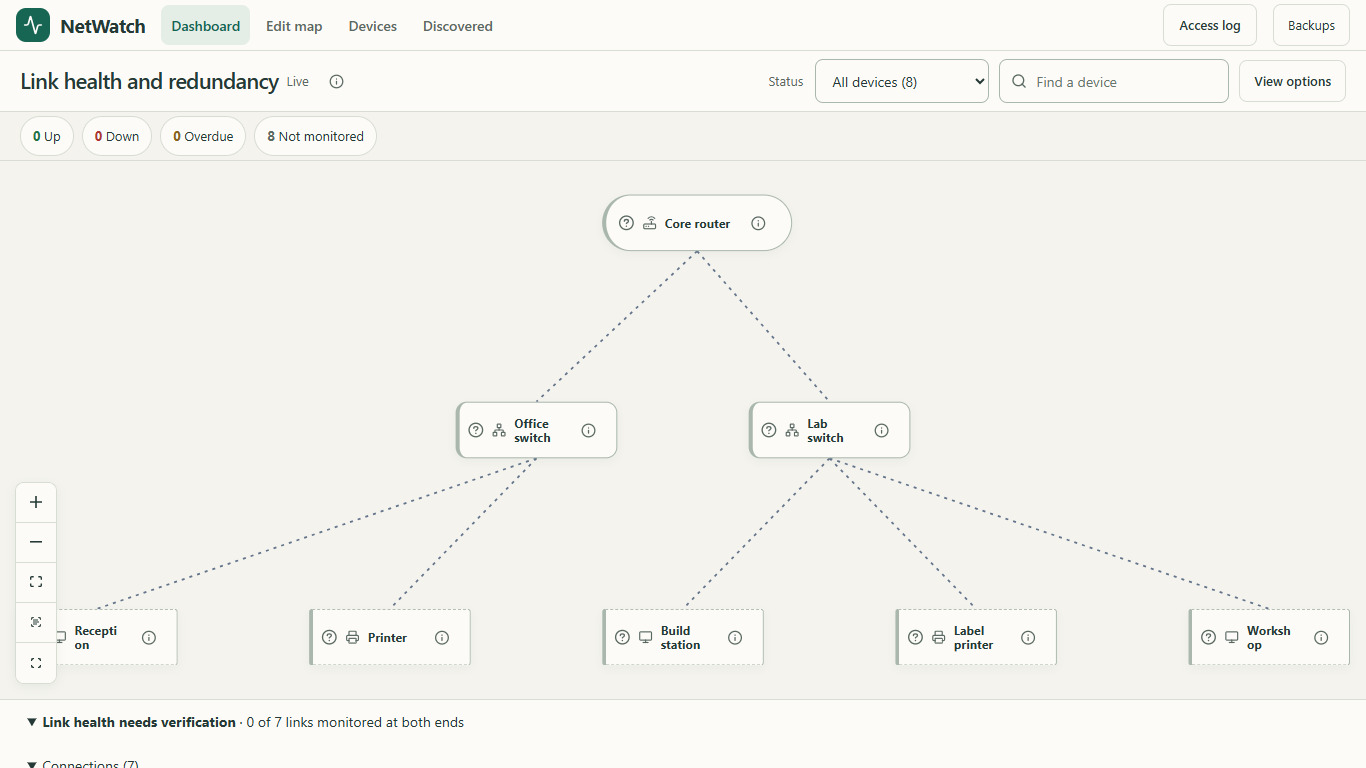 NetWatch
Dashboard
Edit map
Devices
Discovered
Access log
Backups
Link health and redundancy
Live
Status
All devices (8)
Find a device
View options
0 Up
0 Down
0 Overdue
8 Not monitored
Core router
Office
switch
Lab
switch
Recepti
on
Printer
Build
station
Label
printer
Worksh
op
Link health needs verification · 0 of 7 links monitored at both ends
Connections (7)